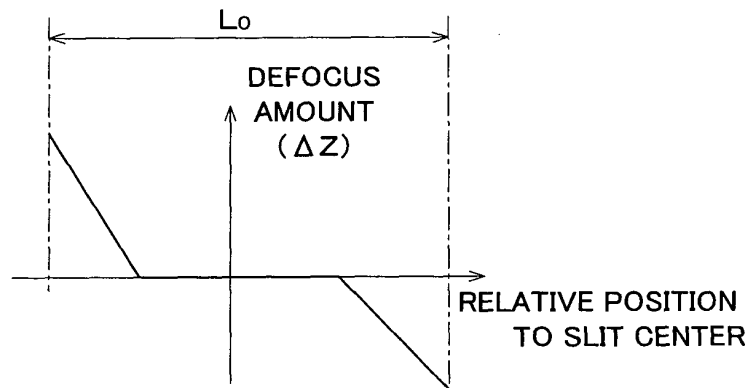 Lo
DEFOCUS
AMOUNT
(ΔZ)
RELATIVE POSITION
TO SLIT CENTER